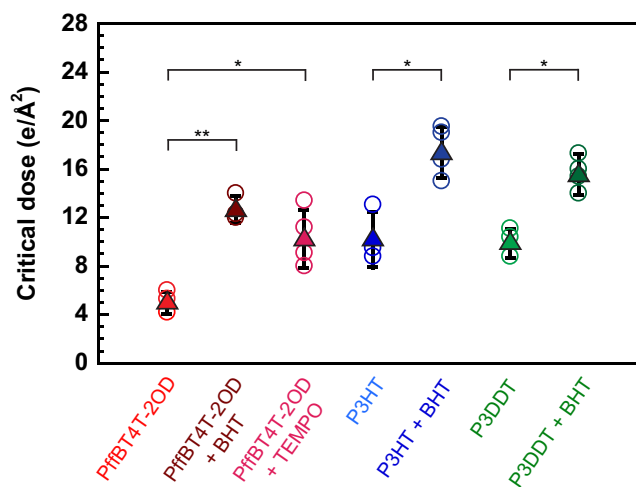 28
24
20
16
12
8
4
0
Critical dose (e/Å²)
*
**
*
*
PffBT4T-2OD
PffBT4T-2OD
+ BHT
PffBT4T-2OD
+ TEMPO
P3HT
P3HT + BHT
P3DDT
P3DDT + BHT